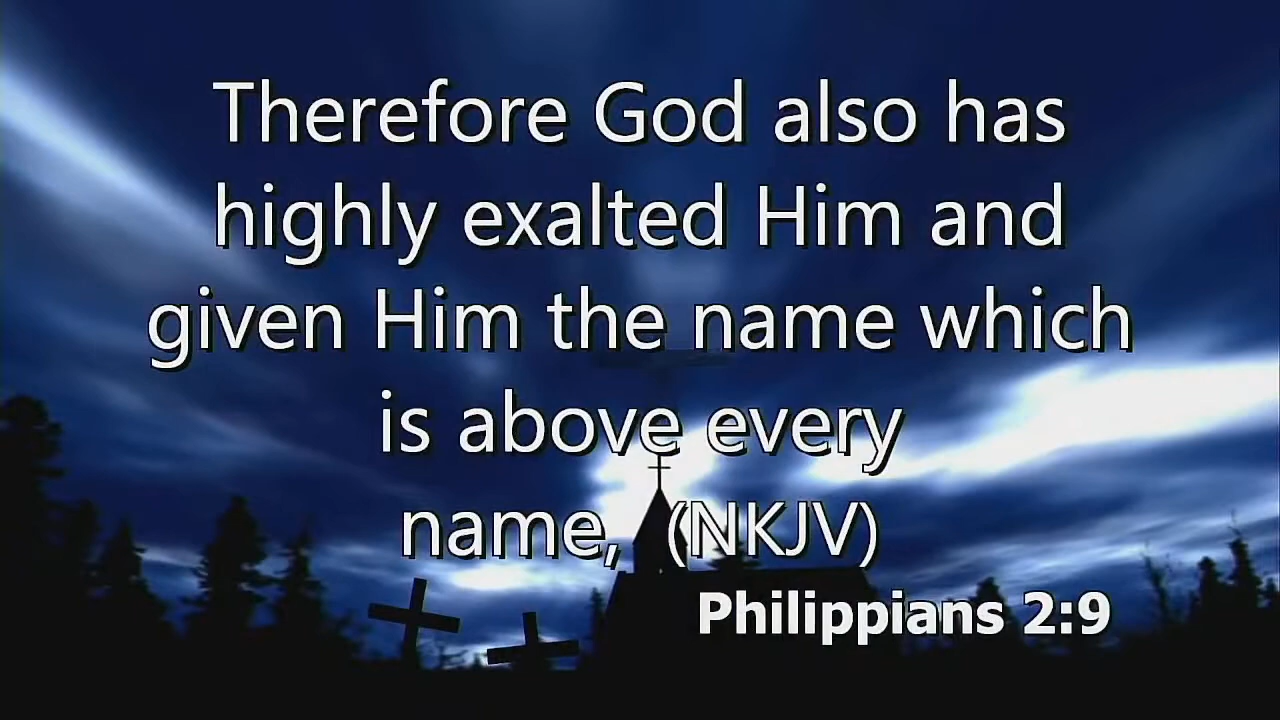 Therefore God also has
highly exalted Him and
given Him the name which
is above every
name,  (NKJV)
Philippians 2:9